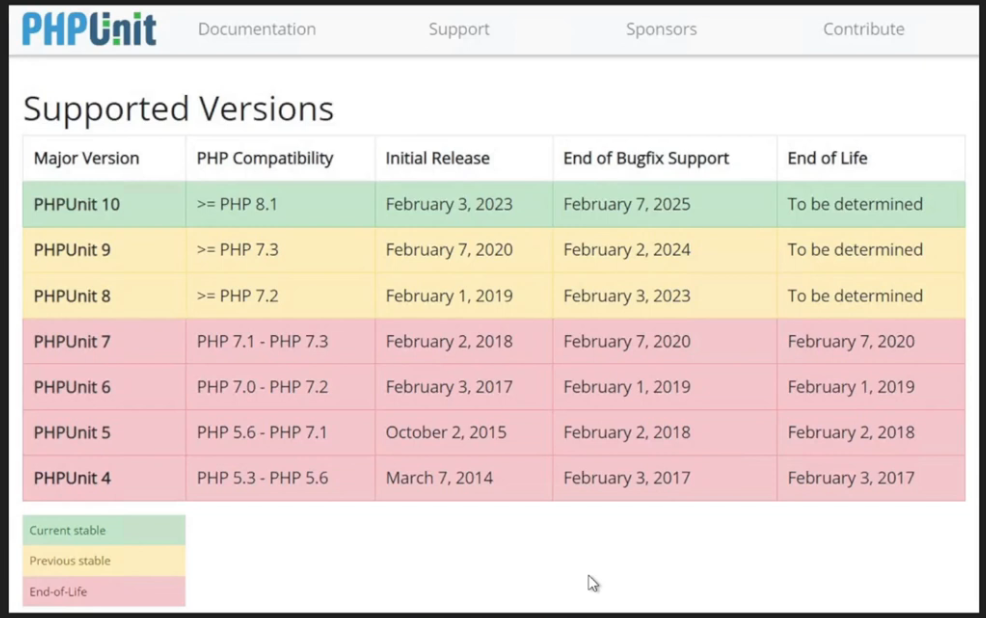 PHPUnit Documentation Support Sponsors Contribute
Supported Versions
Major Version PHP Compatibility Initial Release End of Bugfix Support End of Life
PHPUnit 10 >= PHP 8.1 February 3, 2023 February 7, 2025 To be determined
PHPUnit 9 >= PHP 7.3 February 7, 2020 February 2, 2024 To be determined
PHPUnit 8 >= PHP 7.2 February 1, 2019 February 3, 2023 To be determined
PHPUnit 7 PHP 7.1 - PHP 7.3 February 2, 2018 February 7, 2020 February 7, 2020
PHPUnit 6 PHP 7.0 - PHP 7.2 February 3, 2017 February 1, 2019 February 1, 2019
PHPUnit 5 PHP 5.6 - PHP 7.1 October 2, 2015 February 2, 2018 February 2, 2018
PHPUnit 4 PHP 5.3 - PHP 5.6 March 7, 2014 February 3, 2017 February 3, 2017
Current stable
Previous stable
End-of-Life